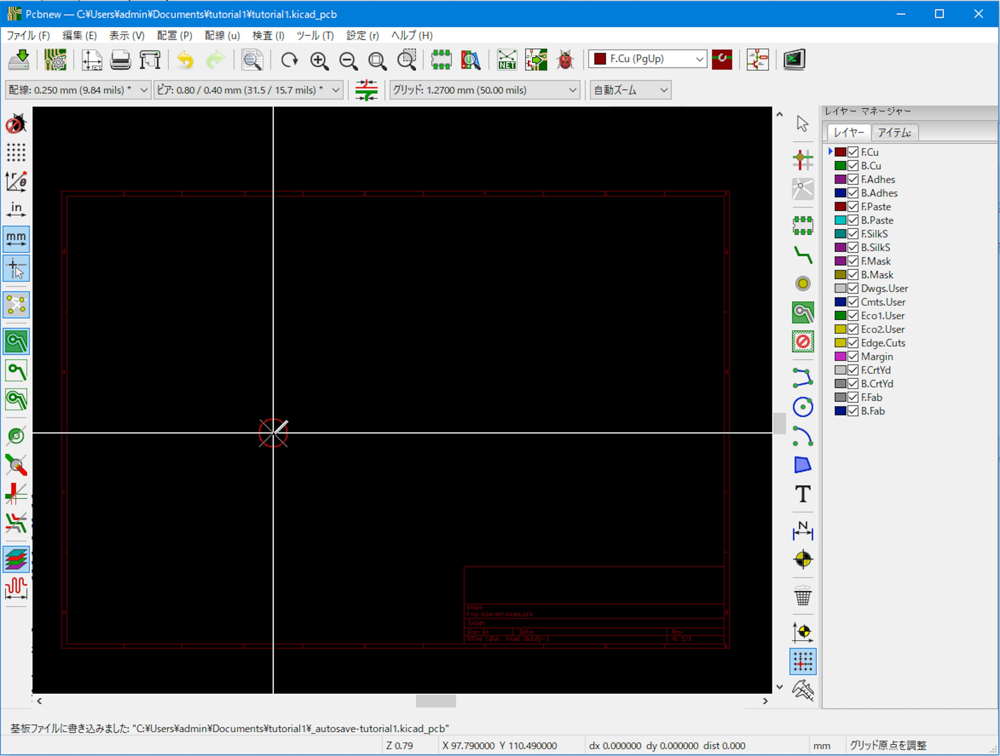 Pcbnew — C:¥Users¥admin¥Documents¥tutorial1¥tutorial1.kicad_pcb
ファイル (F) 編集 (E) 表示 (V) 配置 (P) 配線 (u) 検査 (I) ツール (T) 設定 (r) ヘルプ (H)
NET F.Cu (PgUp)
配線: 0.250 mm (9.84 mils) * ビア: 0.80 / 0.40 mm (31.5 / 15.7 mils) * グリッド: 1.2700 mm (50.00 mils) 自動ズーム
レイヤー マネージャー
レイヤー アイテム:
F.Cu
B.Cu
F.Adhes
B.Adhes
F.Paste
B.Paste
F.SilkS
B.SilkS
F.Mask
B.Mask
Dwgs.User
Cmts.User
Eco1.User
Eco2.User
Edge.Cuts
Margin
F.CrtYd
B.CrtYd
F.Fab
B.Fab
r θ
in
mm
T
N
Sheet:
File: tutorial1.kicad_pcb
Title:
Size: A4 Date: Rev:
KiCad E.D.A. Id: 1/1
基板ファイルに書き込みました: "C:¥Users¥admin¥Documents¥tutorial1¥_autosave-tutorial1.kicad_pcb"
Z 0.79 X 97.790000 Y 110.490000 dx 0.000000 dy 0.000000 dist 0.000 mm グリッド原点を調整